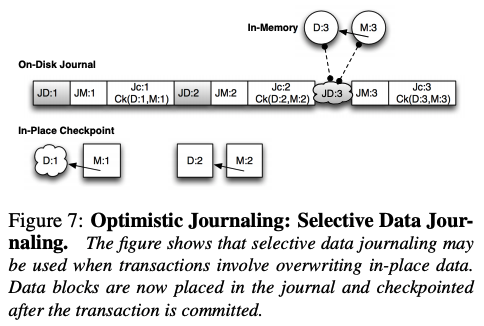 In-Memory D:3 M:3
On-Disk Journal
JD:1 JM:1 Jc:1 Ck(D:1,M:1) JD:2 JM:2 Jc:2 Ck(D:2,M:2) JD:3 JM:3 Jc:3 Ck(D:3,M:3)
In-Place Checkpoint
D:1 M:1 D:2 M:2
Figure 7: Optimistic Journaling: Selective Data Jour-
naling. The figure shows that selective data journaling may
be used when transactions involve overwriting in-place data.
Data blocks are now placed in the journal and checkpointed
after the transaction is committed.